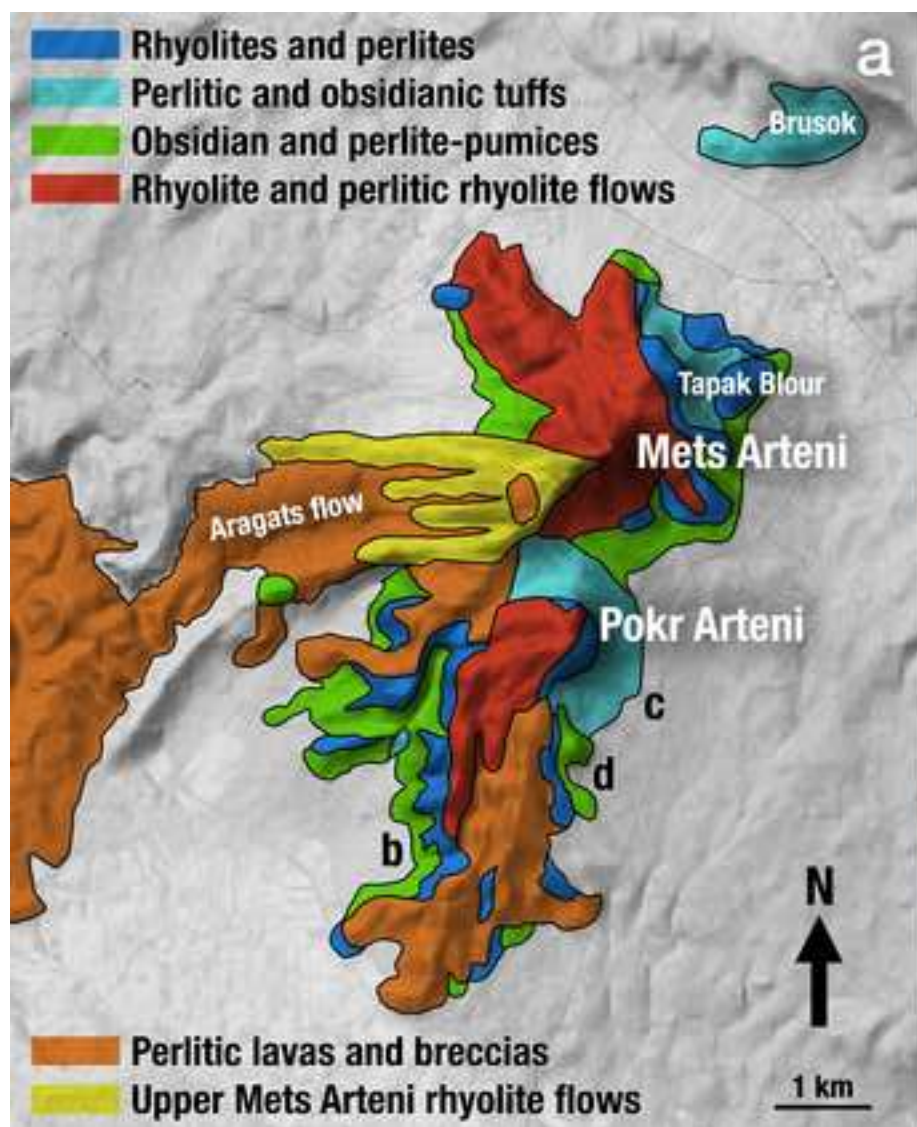 Rhyolites and perlites
Perlitic and obsidianic tuffs
Obsidian and perlite-pumices
Rhyolite and perlitic rhyolite flows
a
Brusok
Tapak Blour
Mets Arteni
Aragats flow
Pokr Arteni
c
d
b
N
Perlitic lavas and breccias
Upper Mets Arteni rhyolite flows
1 km